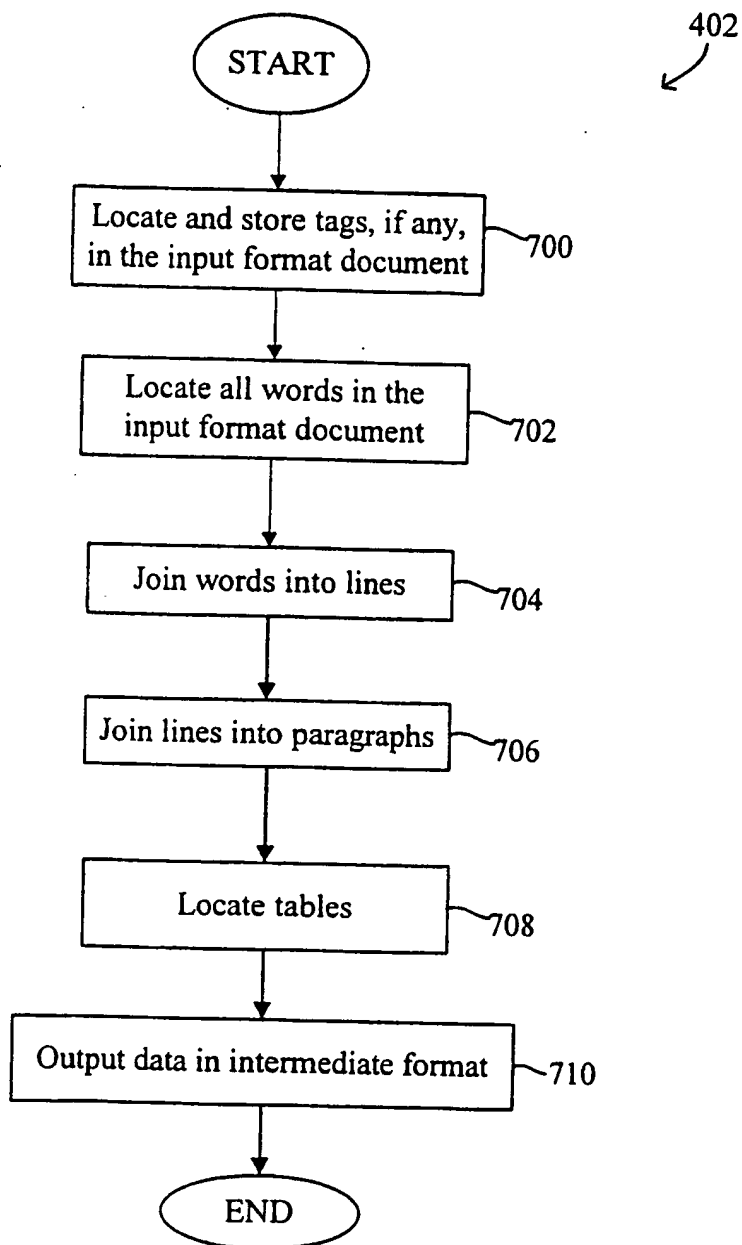 402
START
Locate and store tags, if any,
in the input format document
700
Locate all words in the
input format document
702
Join words into lines
704
Join lines into paragraphs
706
Locate tables
708
Output data in intermediate format
710
END